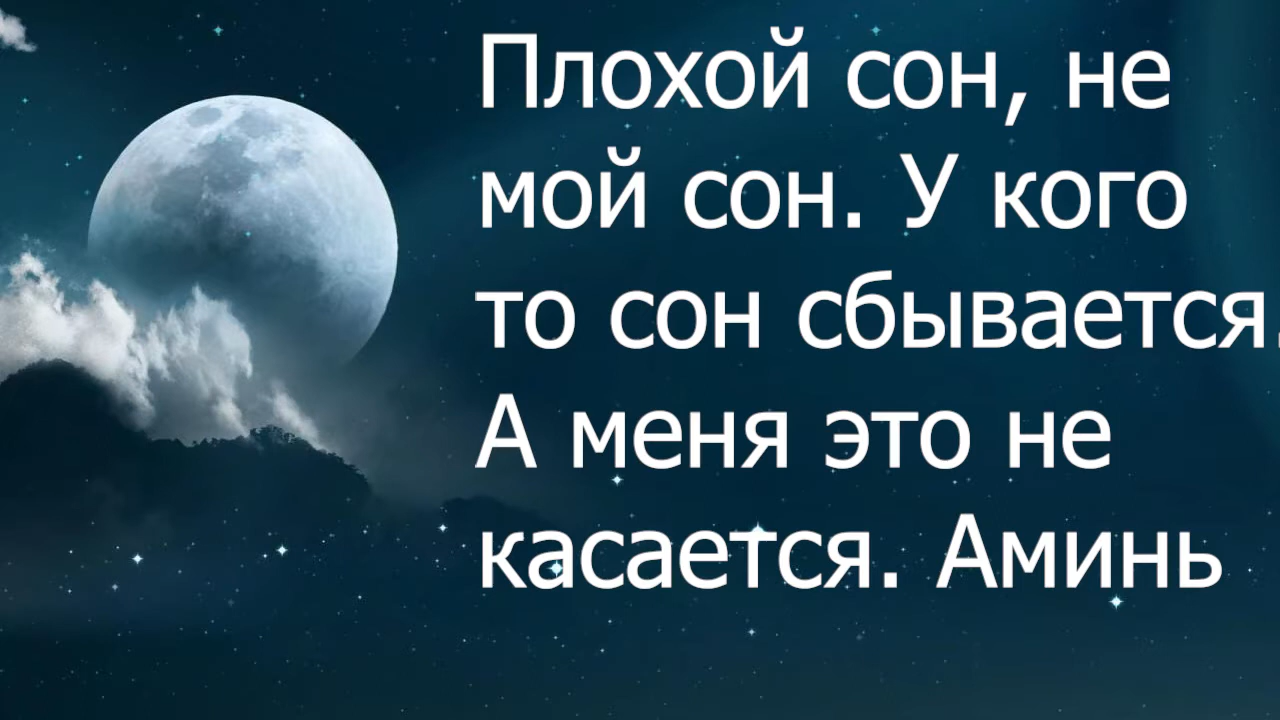 Плохой сон, не
мой сон. У кого
то сон сбывается.
А меня это не
касается. Аминь